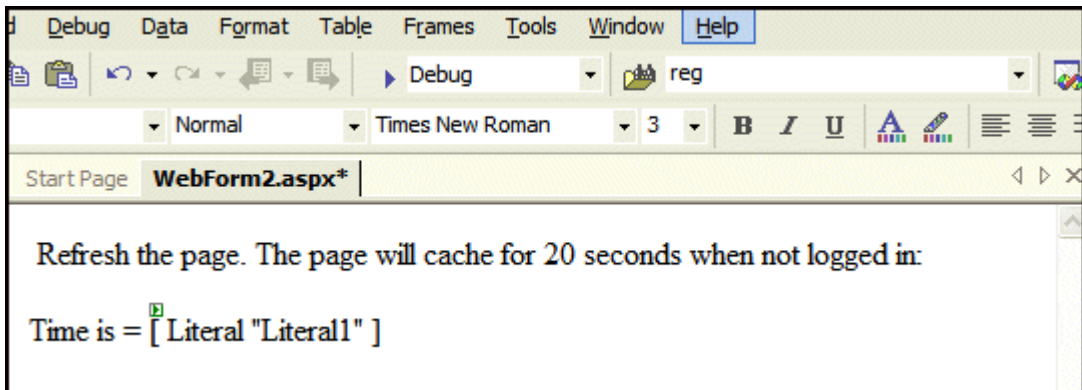 Debug Data Format Table Frames Tools Window Help
Debug reg
Normal Times New Roman 3 B I U A
Start Page WebForm2.aspx*
Refresh the page. The page will cache for 20 seconds when not logged in:
Time is = [ Literal "Literal1" ]